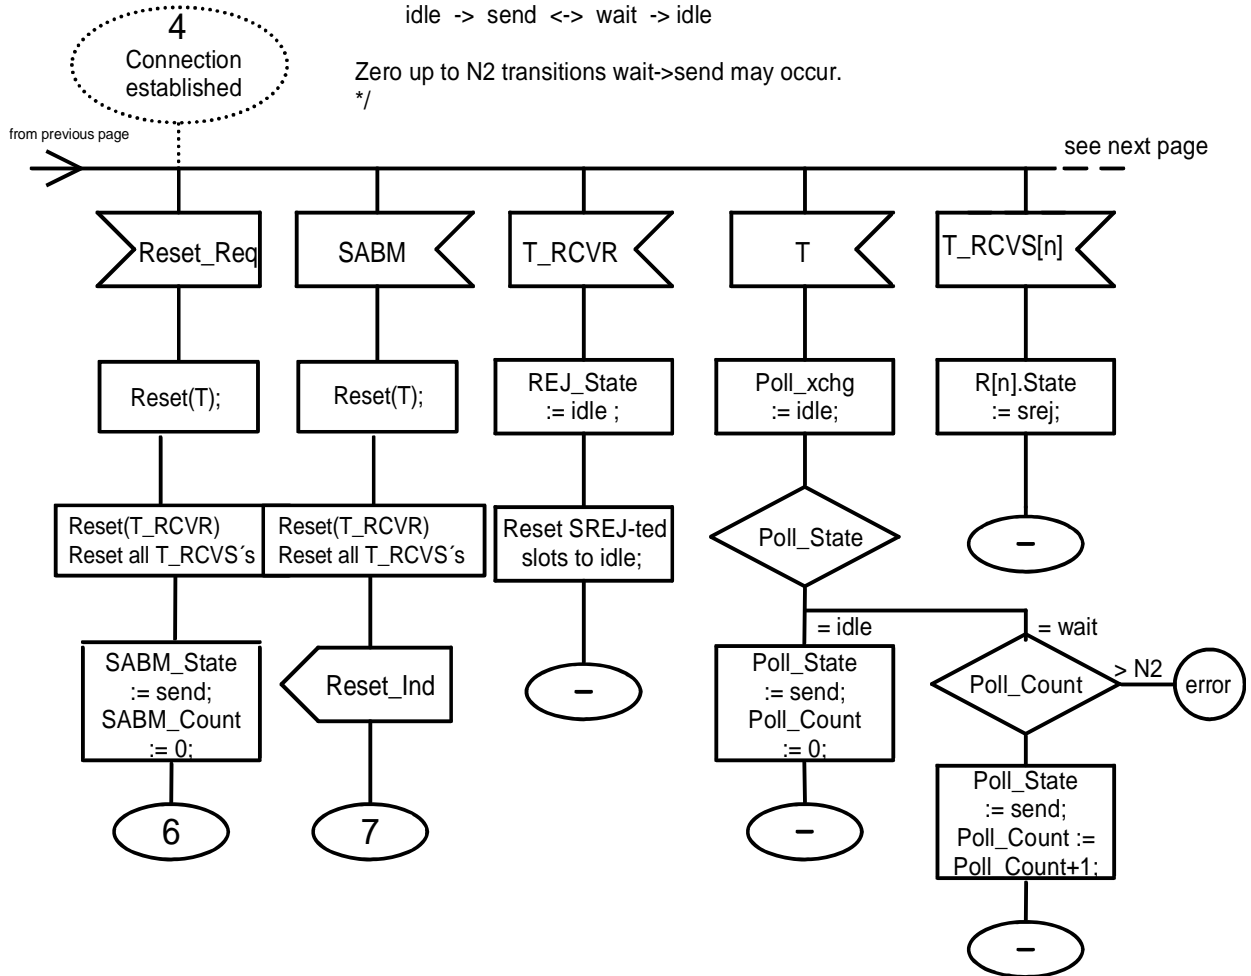 idle -> send <-> wait -> idle
Zero up to N2 transitions wait->send may occur.
*/
4
Connection
established
from previous page
see next page
Reset_Req
SABM
T_RCVR
T
T_RCVS[n]
Reset(T);
Reset(T);
REJ_State
:= idle ;
Poll_xchg
:= idle;
R[n].State
:= srej;
Reset(T_RCVR)
Reset all T_RCVS´s
Reset(T_RCVR)
Reset all T_RCVS´s
Reset SREJ-ted
slots to idle;
Poll_State
–
= idle
= wait
SABM_State
:= send;
SABM_Count
:= 0;
Reset_Ind
–
Poll_State
:= send;
Poll_Count
:= 0;
Poll_Count
> N2
error
6
7
–
Poll_State
:= send;
Poll_Count :=
Poll_Count+1;
–